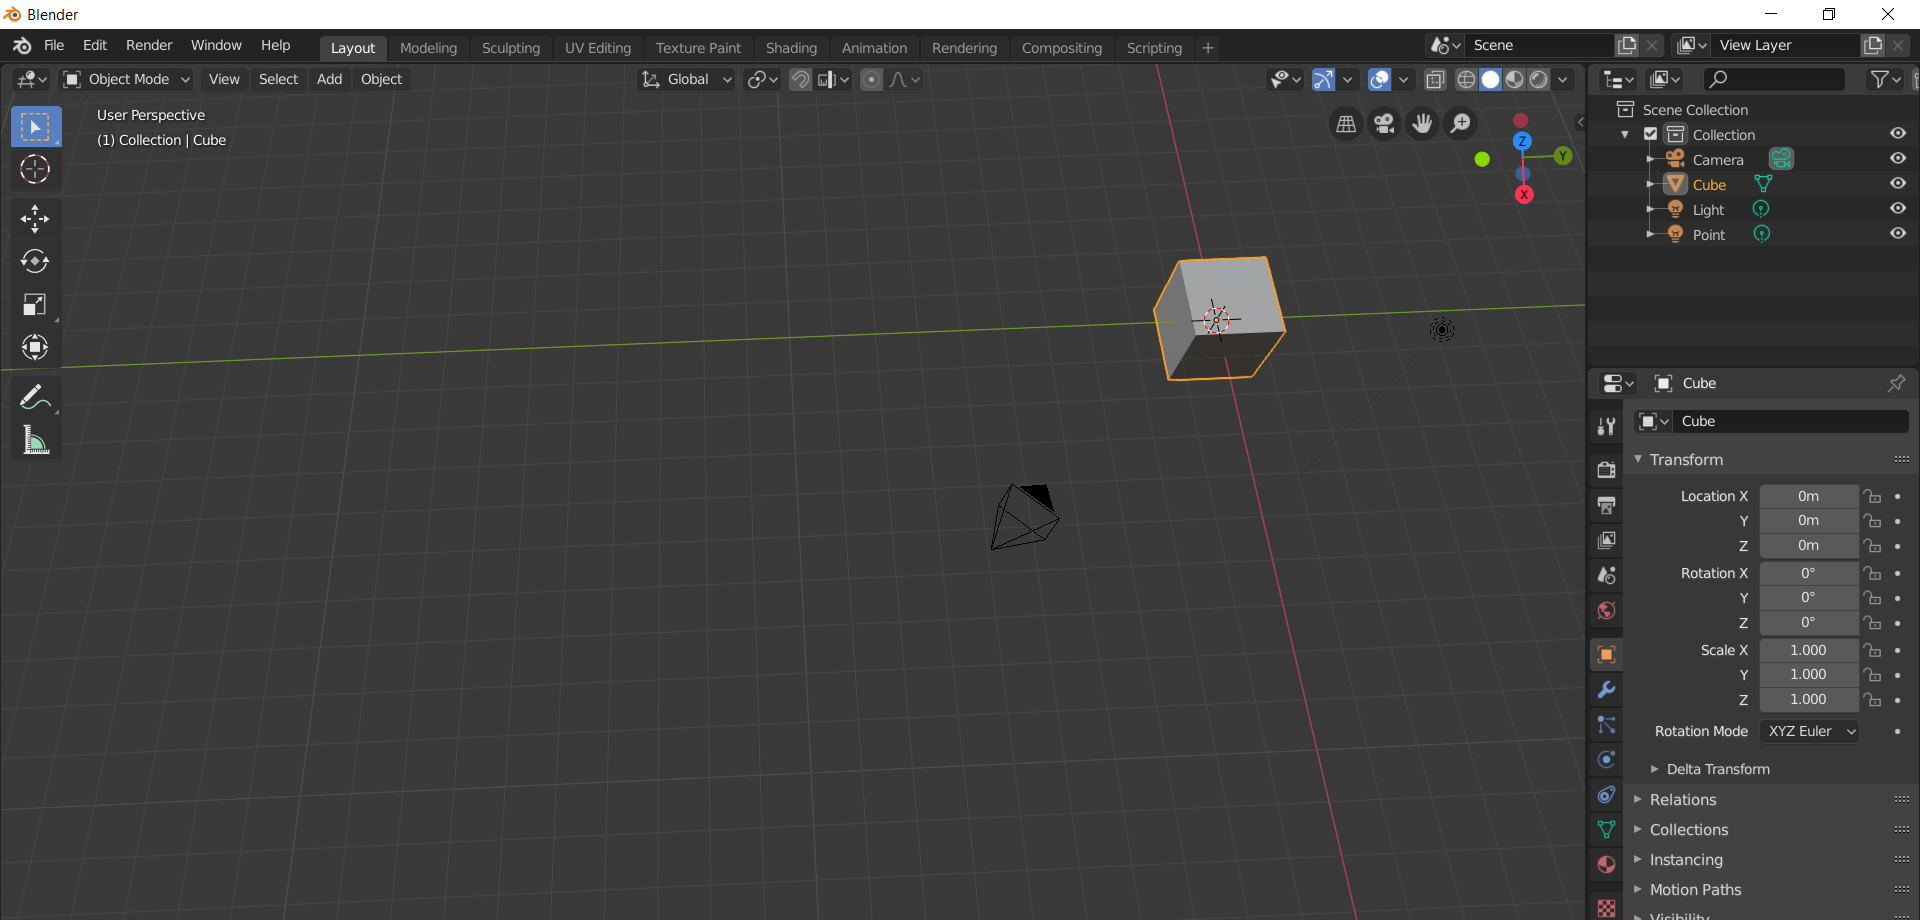 Blender
File Edit Render Window Help Layout Modeling Sculpting UV Editing Texture Paint Shading Animation Rendering Compositing Scripting + Scene View Layer
Object Mode View Select Add Object Global
User Perspective
(1) Collection | Cube
Z
Y
X
Scene Collection
Collection
Camera
Cube
Light
Point
Cube
Cube
Transform
Location X 0m
Y 0m
Z 0m
Rotation X 0°
Y 0°
Z 0°
Scale X 1.000
Y 1.000
Z 1.000
Rotation Mode XYZ Euler
Delta Transform
Relations
Collections
Instancing
Motion Paths
Visibility